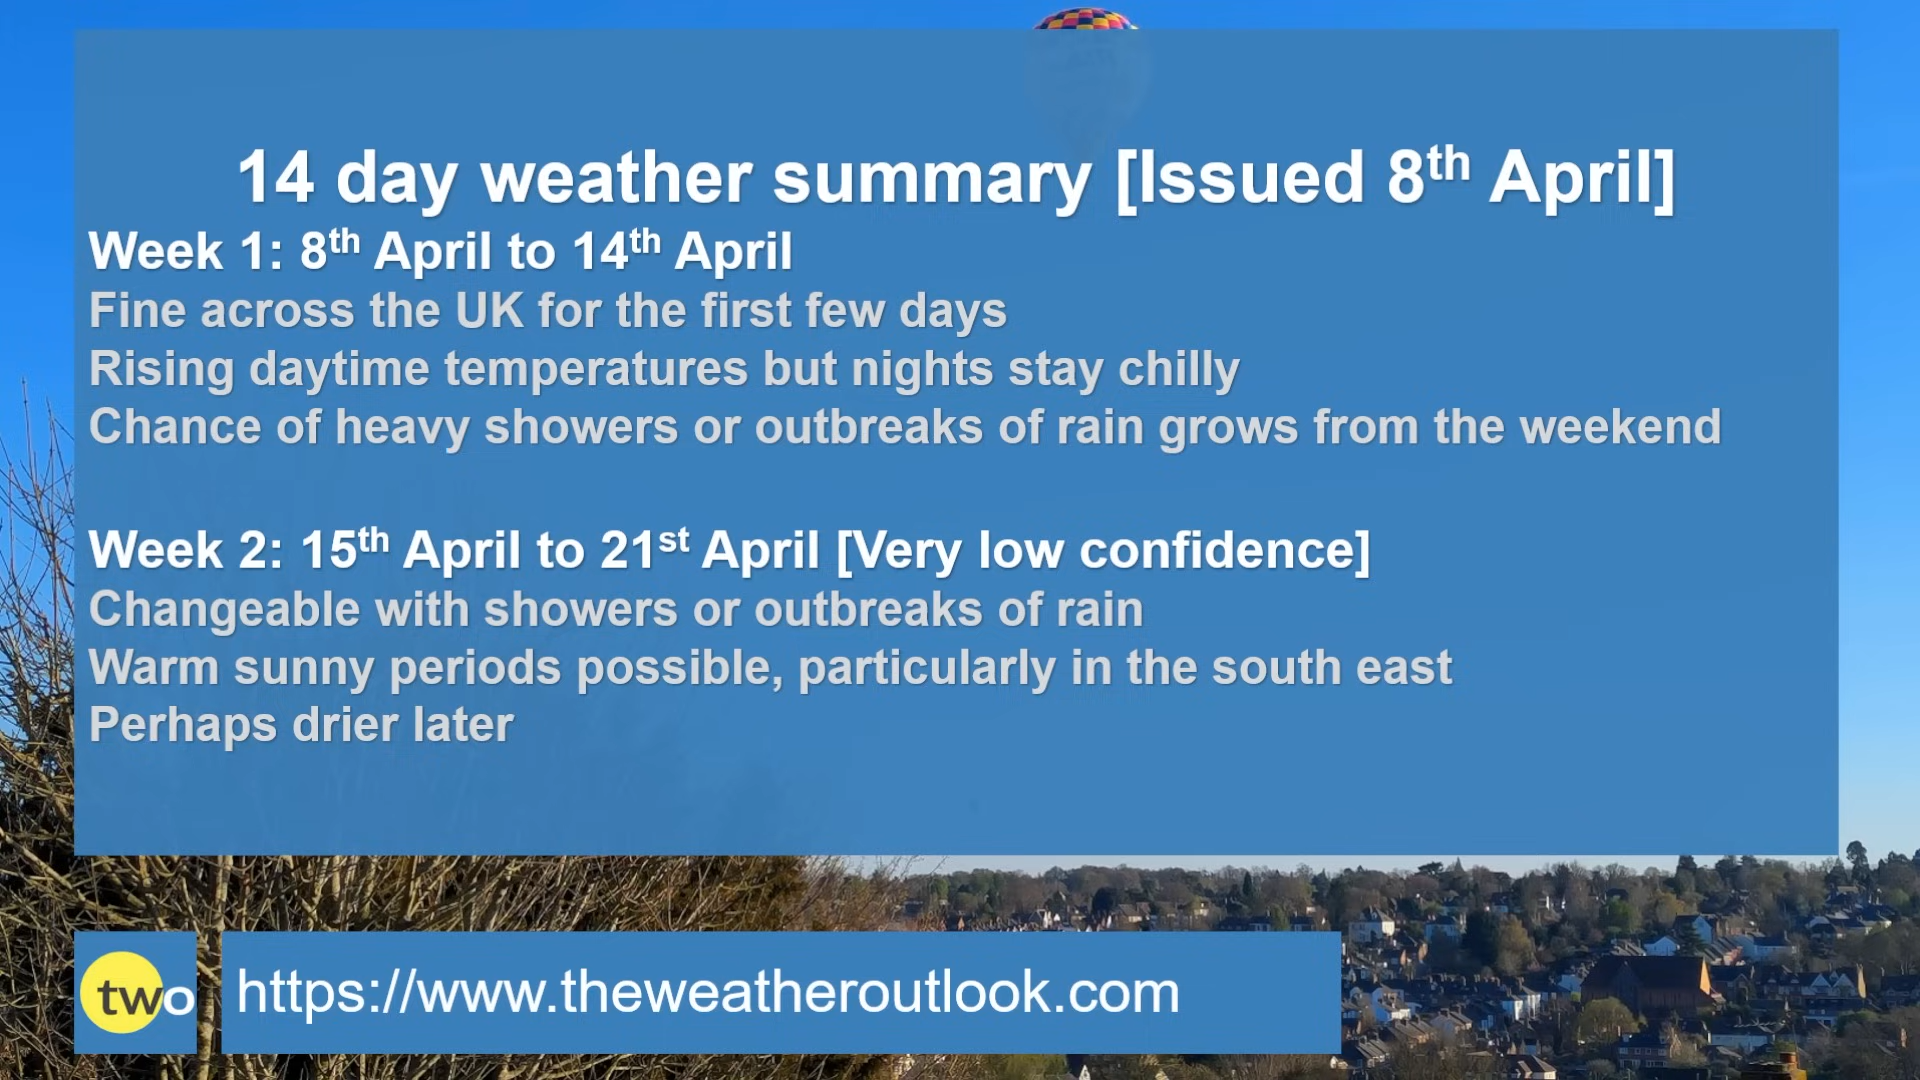 14 day weather summary [Issued 8th April]
Week 1: 8th April to 14th April
Fine across the UK for the first few days
Rising daytime temperatures but nights stay chilly
Chance of heavy showers or outbreaks of rain grows from the weekend
Week 2: 15th April to 21st April [Very low confidence]
Changeable with showers or outbreaks of rain
Warm sunny periods possible, particularly in the south east
Perhaps drier later
two
https://www.theweatheroutlook.com